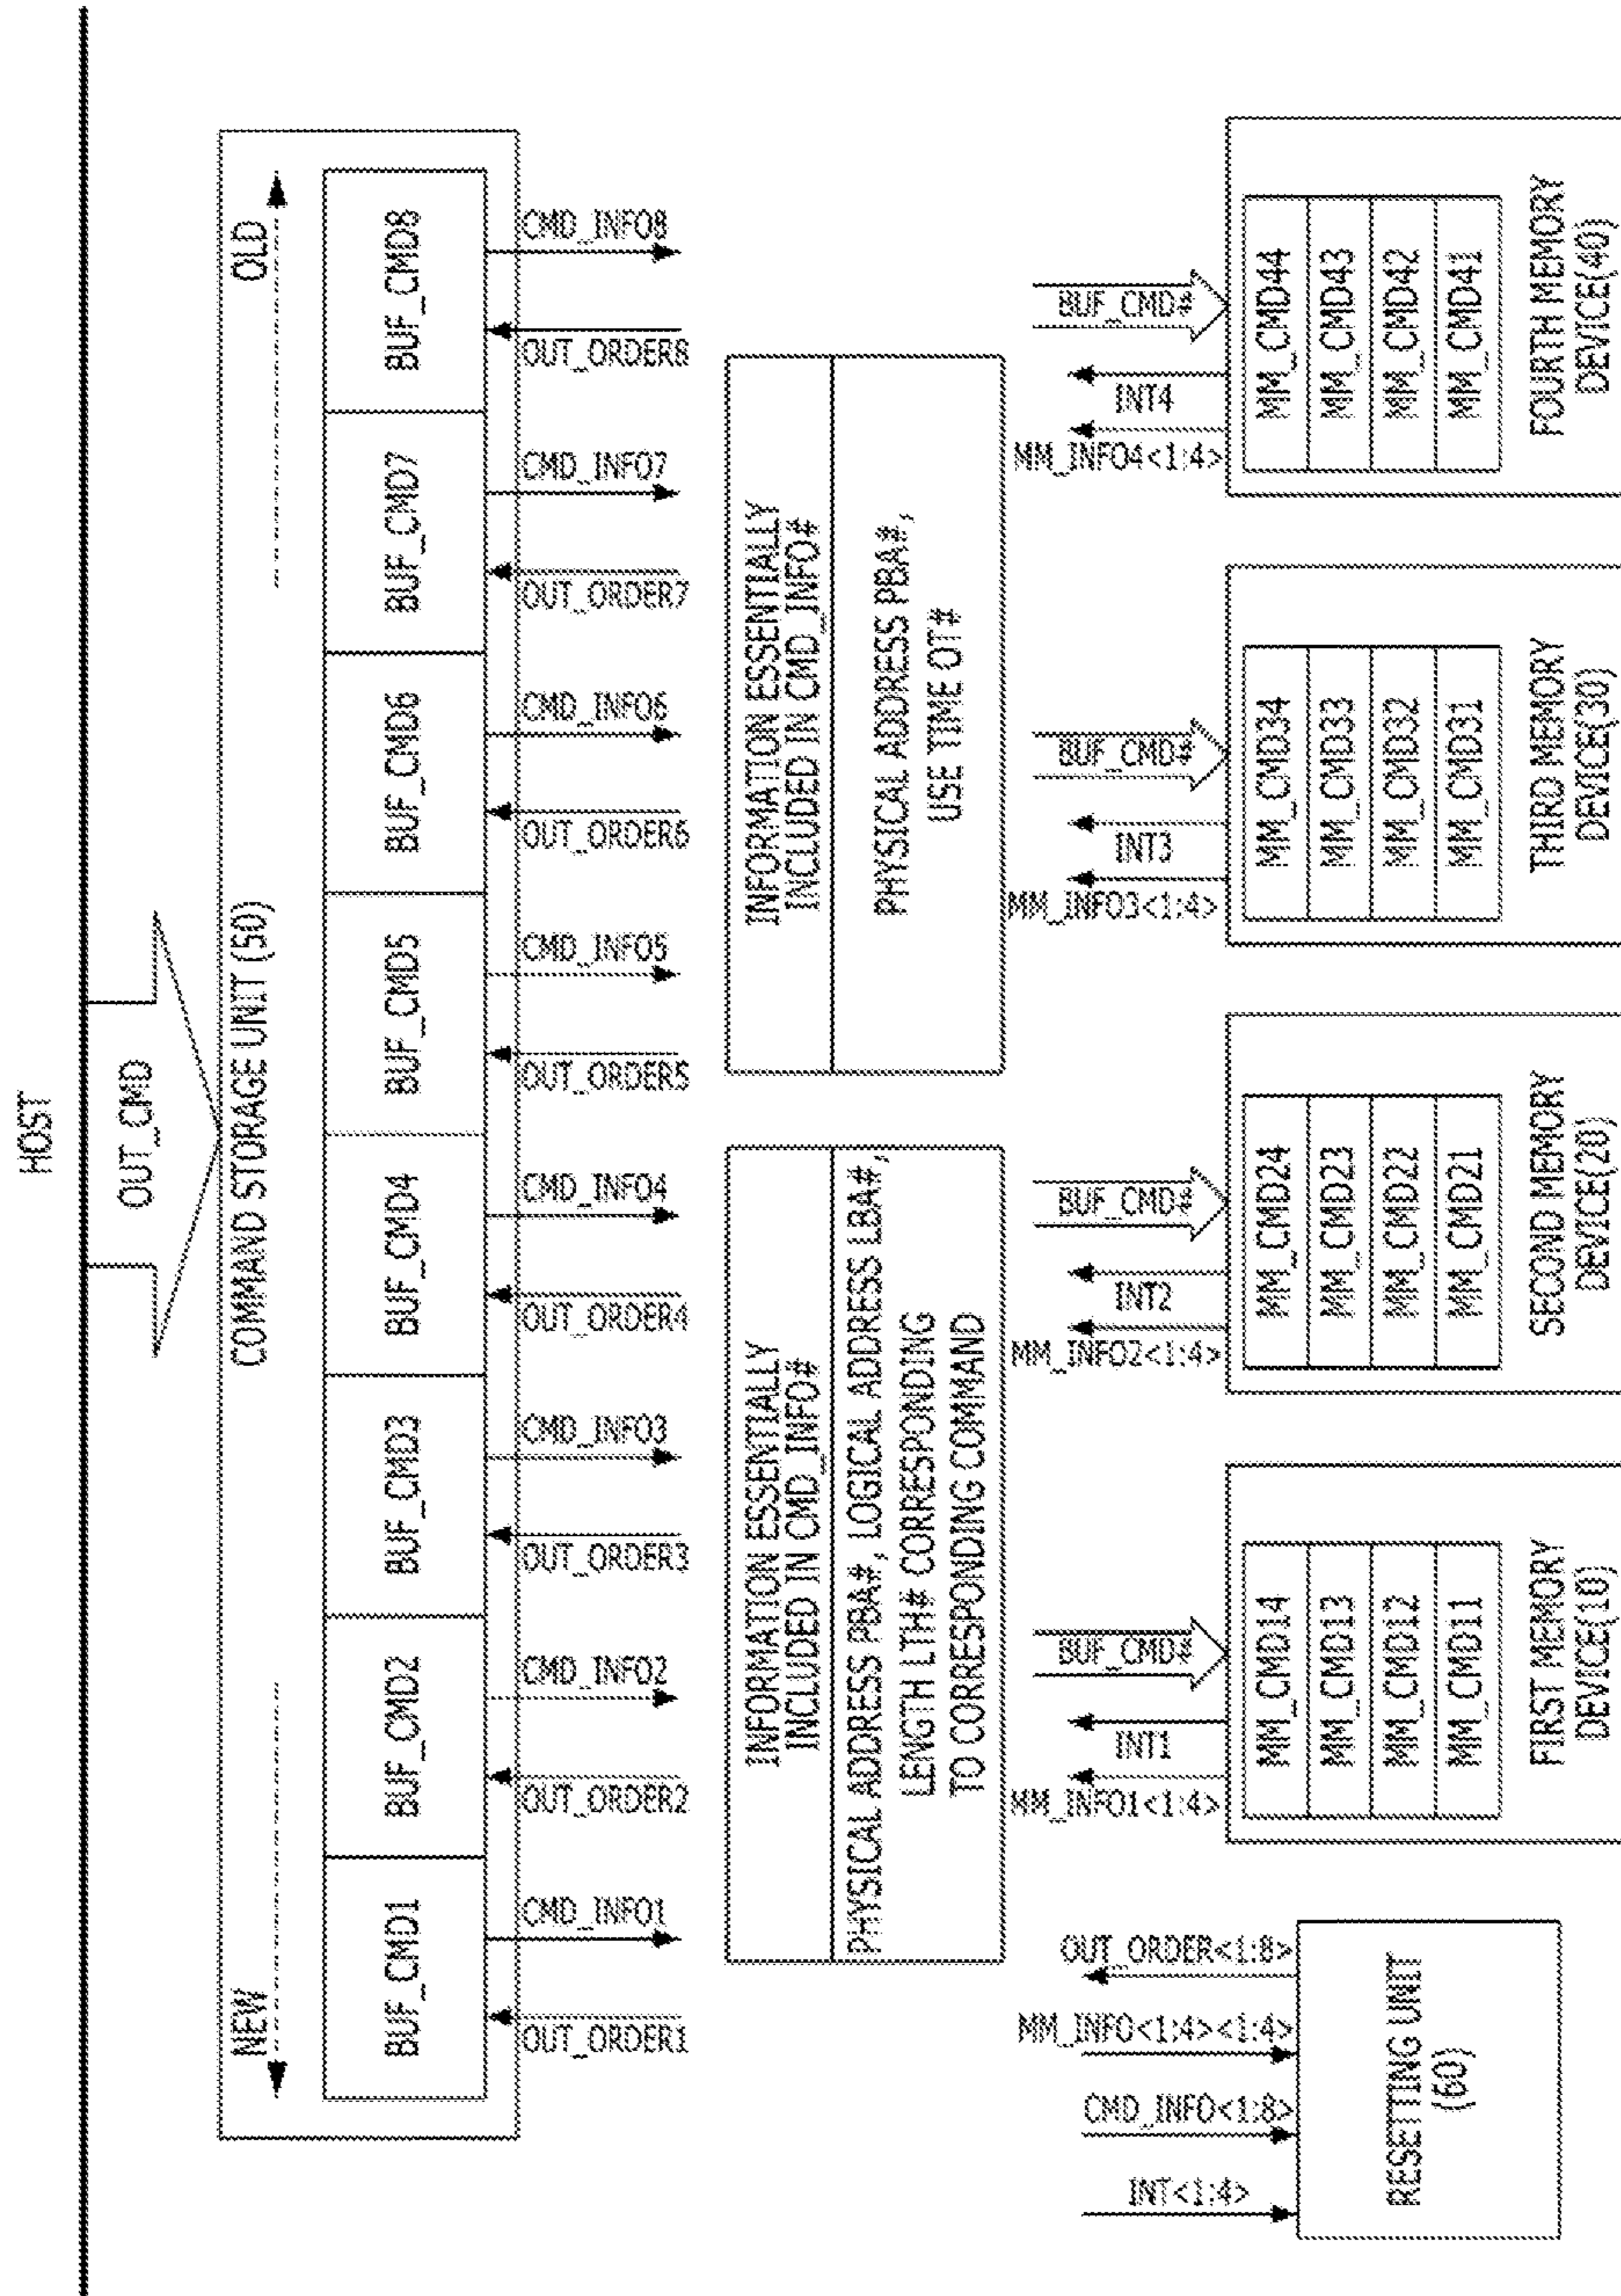 HOST
OUT_CMD
COMMAND STORAGE UNIT (50)
NEW
OLD
BUF_CMD1
BUF_CMD2
BUF_CMD3
BUF_CMD4
BUF_CMD5
BUF_CMD6
BUF_CMD7
BUF_CMD8
OUT_ORDER1
CMD_INFO1
OUT_ORDER2
CMD_INFO2
OUT_ORDER3
CMD_INFO3
OUT_ORDER4
CMD_INFO4
OUT_ORDER5
CMD_INFO5
OUT_ORDER6
CMD_INFO6
OUT_ORDER7
CMD_INFO7
OUT_ORDER8
CMD_INFO8
INFORMATION ESSENTIALLY
INCLUDED IN CMD_INFO#
PHYSICAL ADDRESS PBA#, LOGICAL ADDRESS LBA#,
LENGTH LTH# CORRESPONDING
TO CORRESPONDING COMMAND
INFORMATION ESSENTIALLY
INCLUDED IN CMD_INFO#
PHYSICAL ADDRESS PBA#,
USE TIME OT#
INT<1:4>
CMD_INFO<1:8>
MM_INFO<1:4><1:4>
OUT_ORDER<1:8>
RESETTING UNIT
(60)
MM_INFO1<1:4>
INT1
BUF_CMD#
MM_CMD14
MM_CMD13
MM_CMD12
MM_CMD11
FIRST MEMORY
DEVICE(10)
MM_INFO2<1:4>
INT2
BUF_CMD#
MM_CMD24
MM_CMD23
MM_CMD22
MM_CMD21
SECOND MEMORY
DEVICE(20)
MM_INFO3<1:4>
INT3
BUF_CMD#
MM_CMD34
MM_CMD33
MM_CMD32
MM_CMD31
THIRD MEMORY
DEVICE(30)
MM_INFO4<1:4>
INT4
BUF_CMD#
MM_CMD44
MM_CMD43
MM_CMD42
MM_CMD41
FOURTH MEMORY
DEVICE(40)